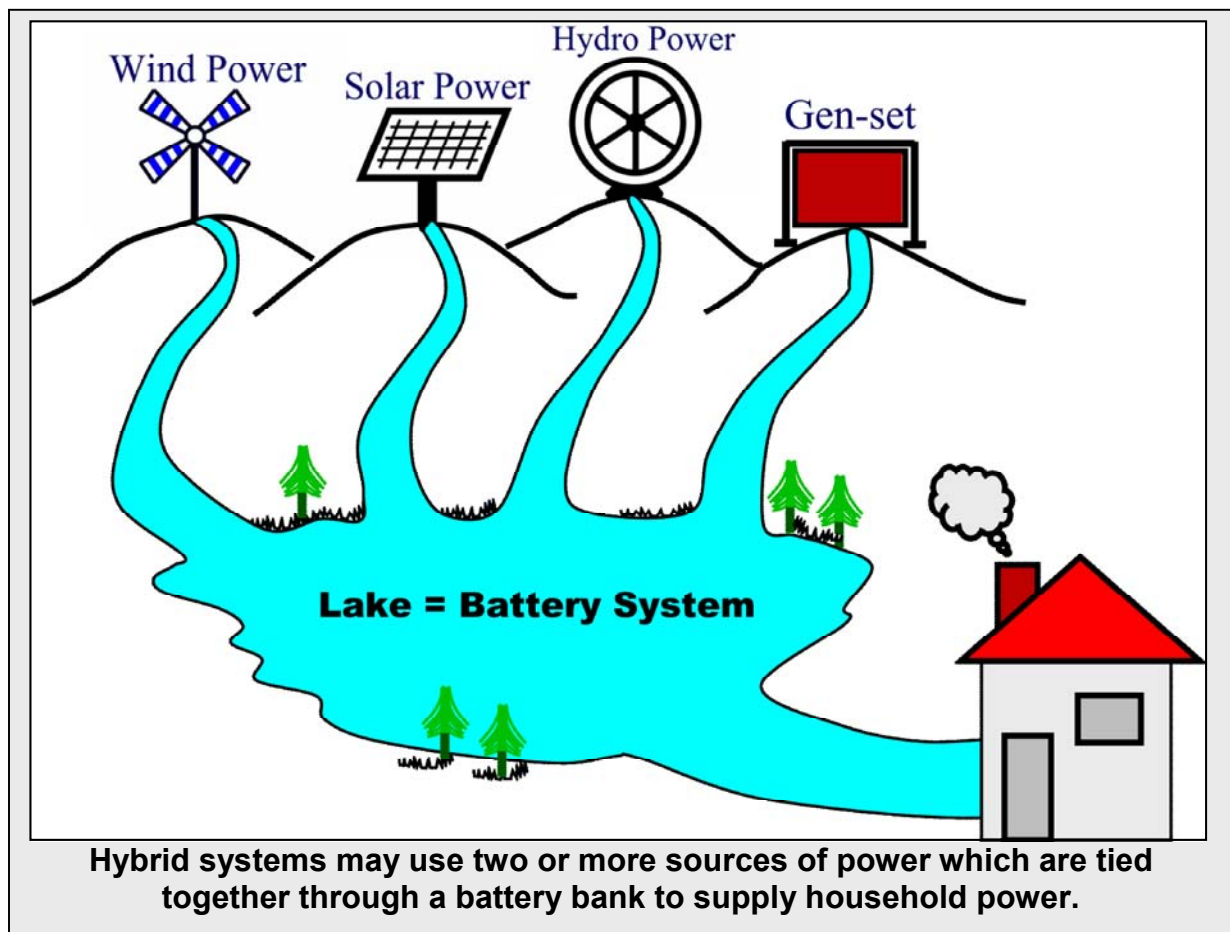 Wind Power
Solar Power
Hydro Power
Gen-set
Lake = Battery System
Hybrid systems may use two or more sources of power which are tied
together through a battery bank to supply household power.